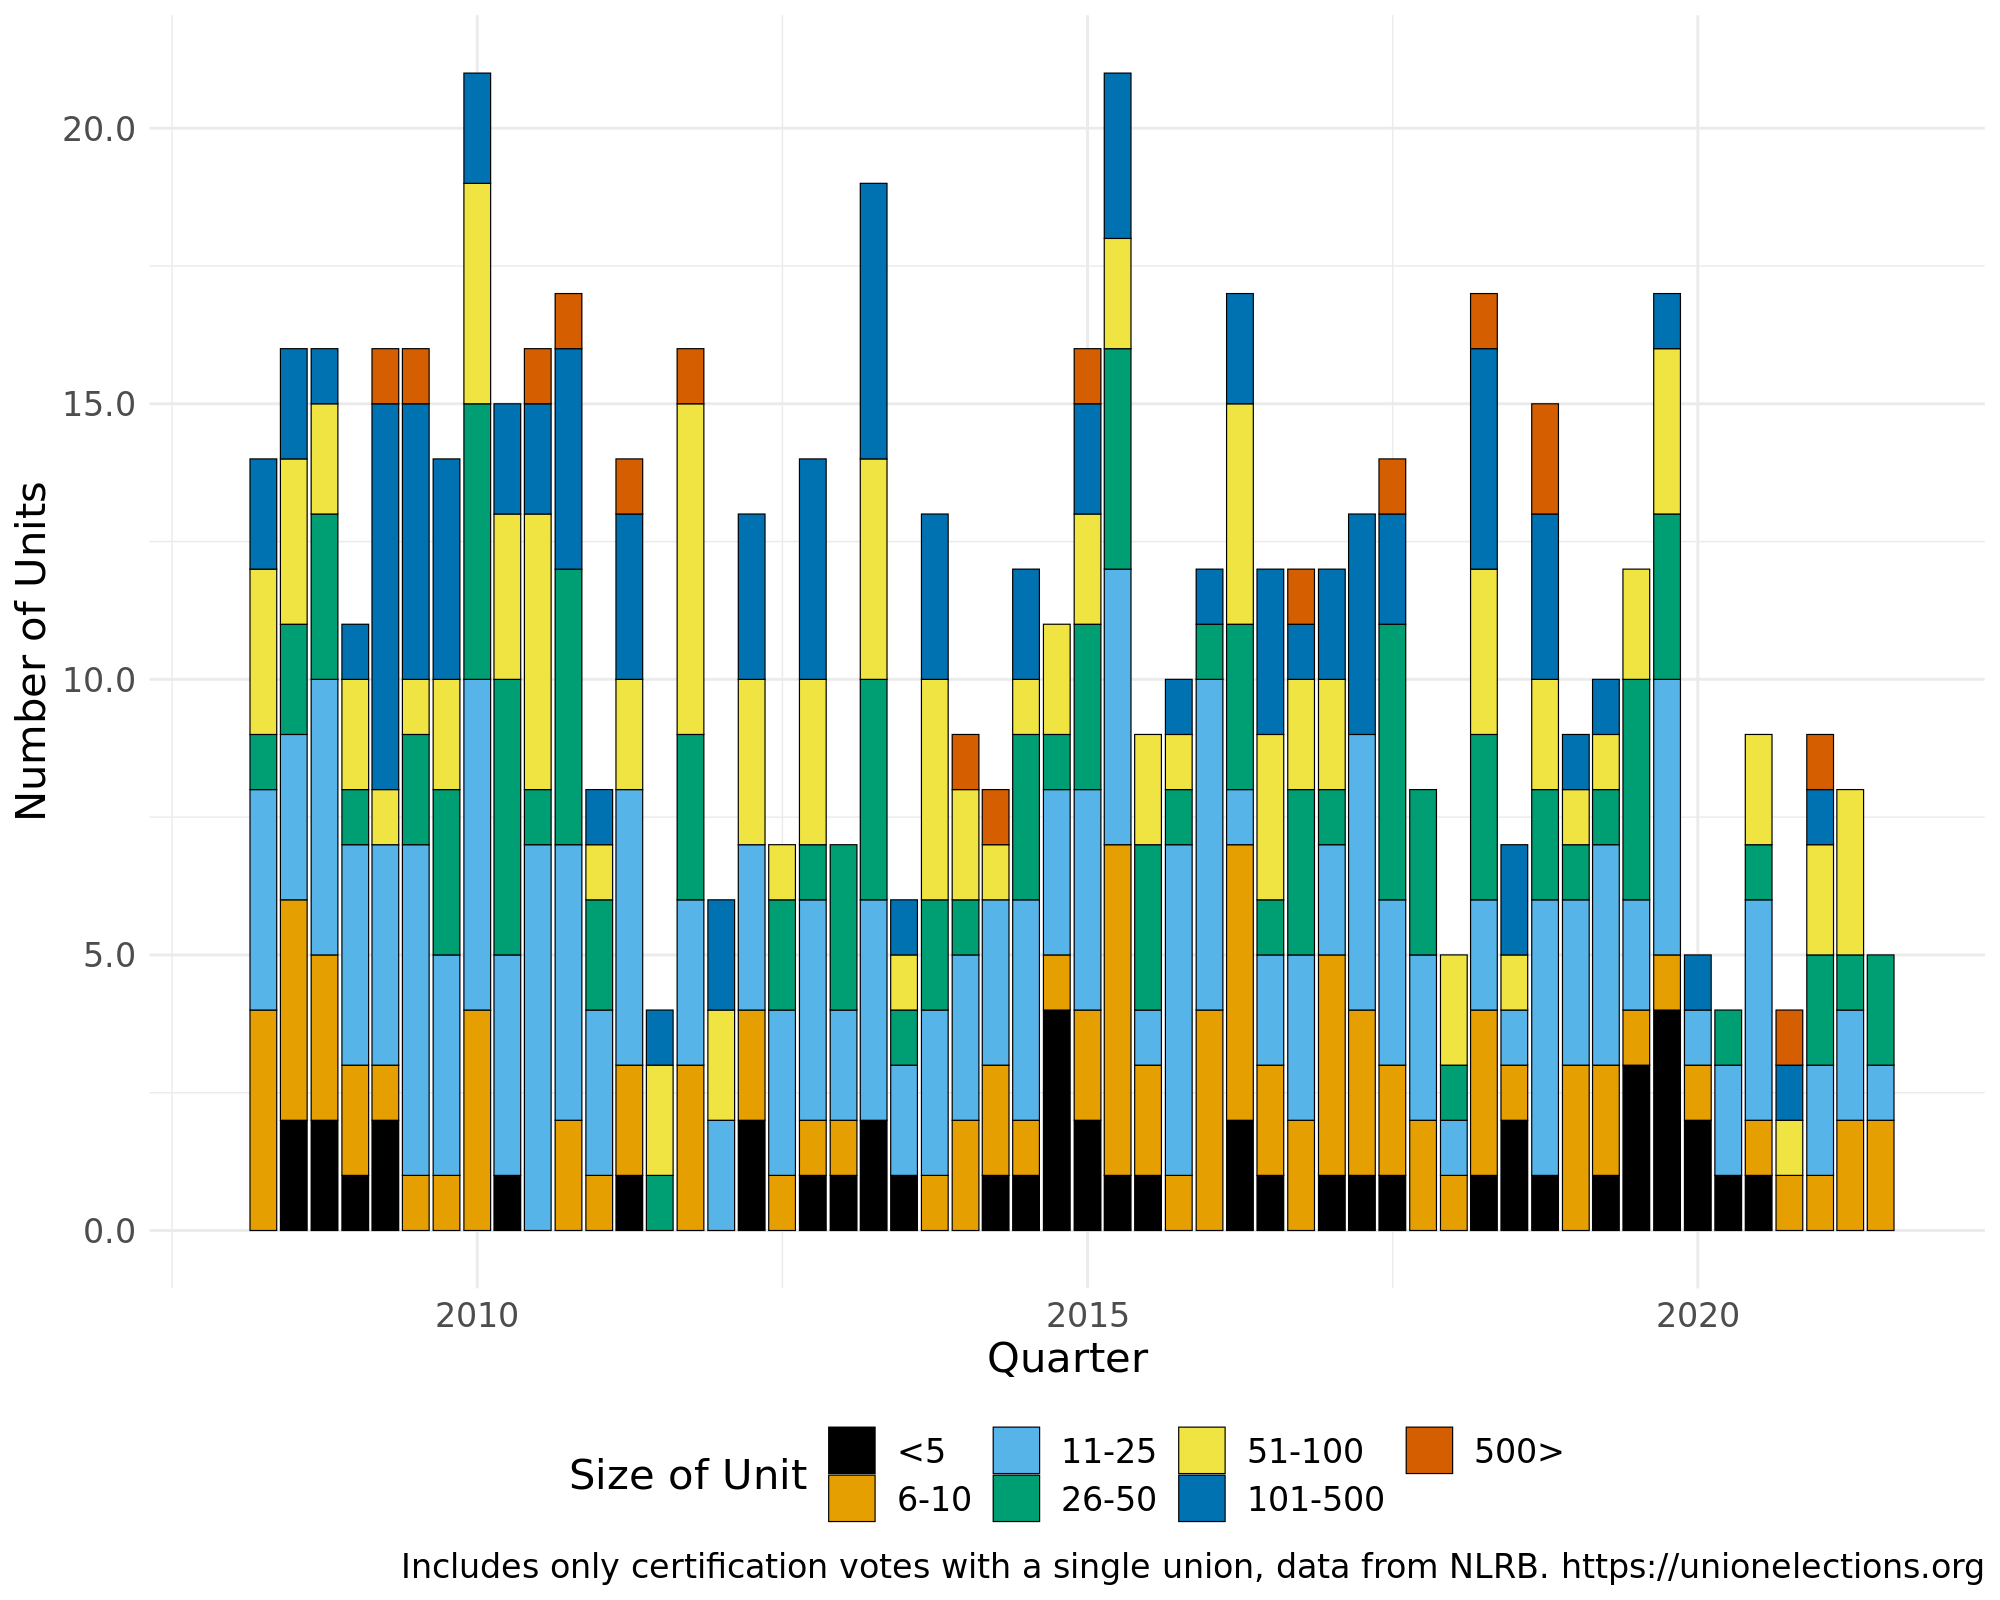 20.0
15.0
10.0
5.0
0.0
Number of Units
2010 2015 2020
Quarter
Size of Unit
<5 11-25 51-100 500>
6-10 26-50 101-500
Includes only certification votes with a single union, data from NLRB. https://unionelections.org